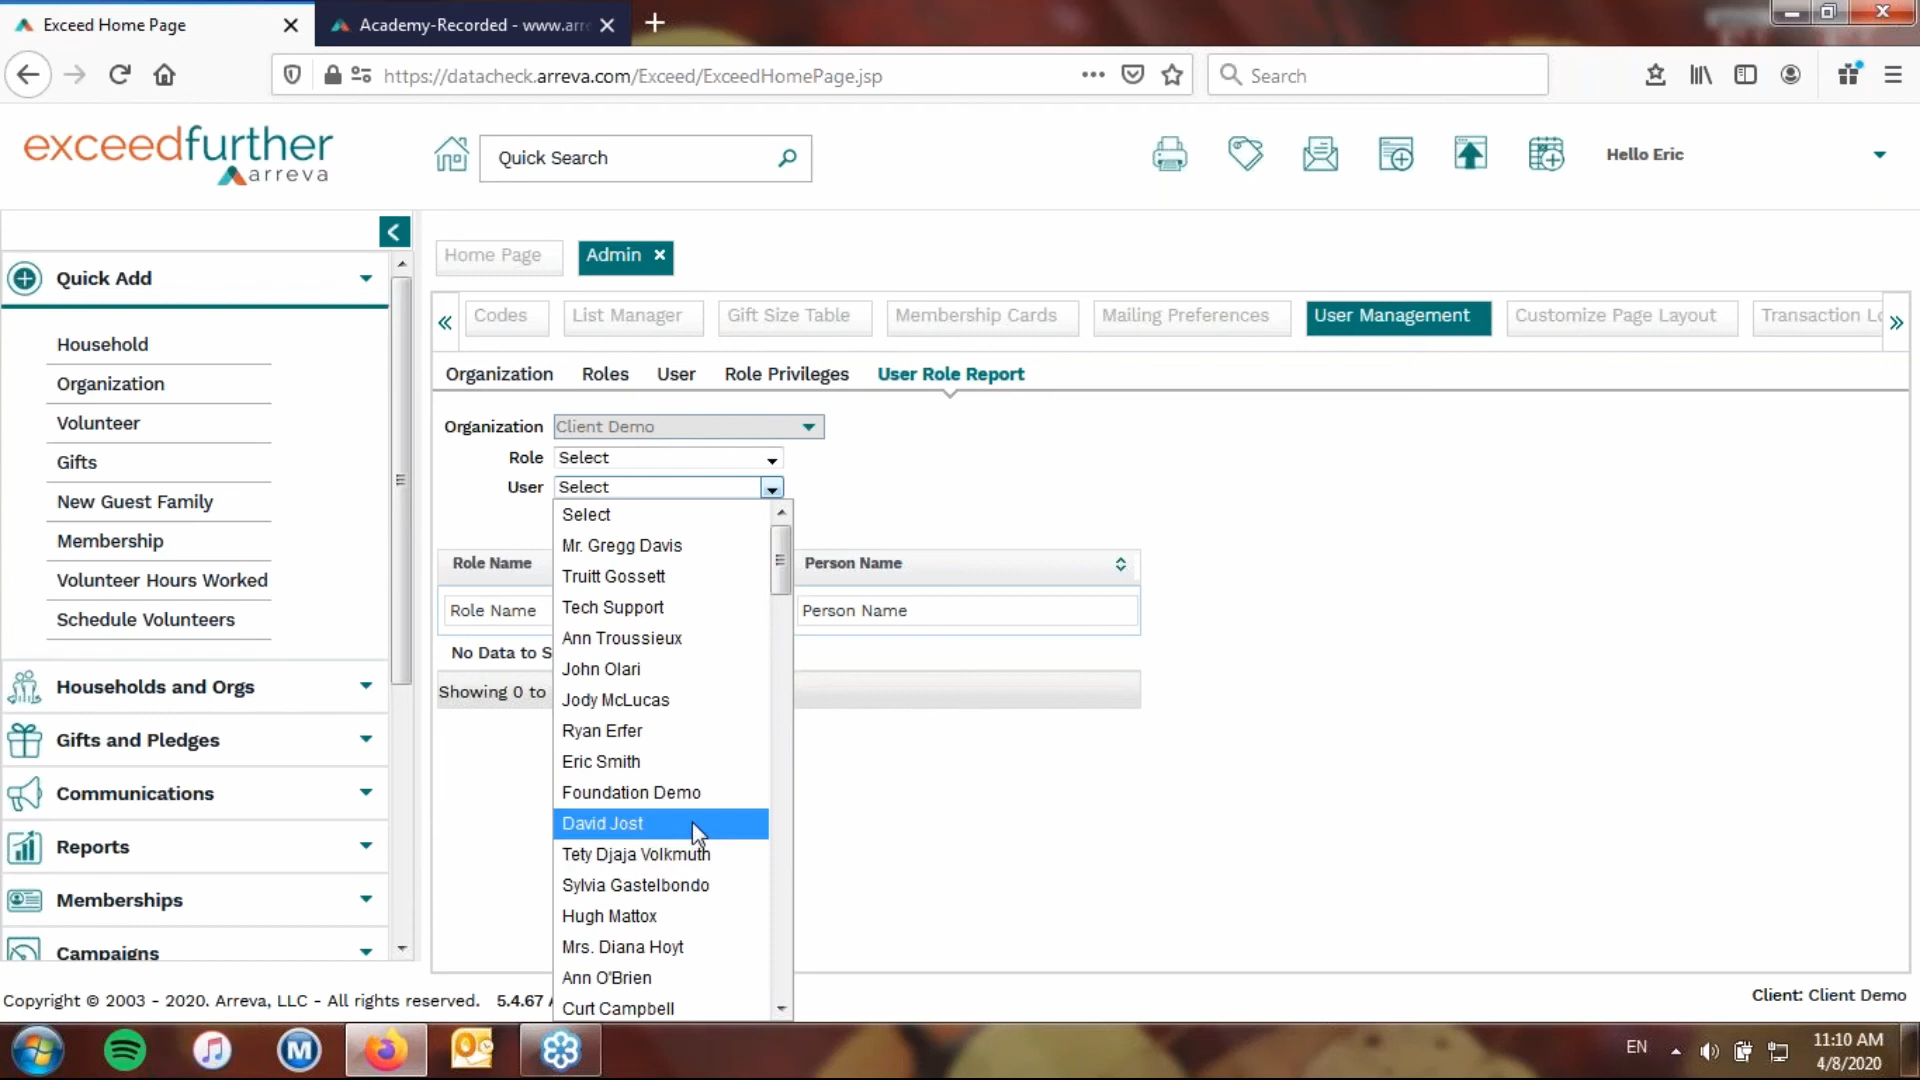 Exceed Home Page
Academy-Recorded - www.arre
https://datacheck.arreva.com/Exceed/ExceedHomePage.jsp
Search
exceedfurther
arreva
Quick Search
Hello Eric
Home Page
Admin
Quick Add
Codes
List Manager
Gift Size Table
Membership Cards
Mailing Preferences
User Management
Customize Page Layout
Transaction Lo
Household
Organization
Volunteer
Gifts
New Guest Family
Membership
Volunteer Hours Worked
Schedule Volunteers
Households and Orgs
Gifts and Pledges
Communications
Reports
Memberships
Campaigns
Organization
Roles
User
Role Privileges
User Role Report
Organization Client Demo
Role Select
User Select
Select
Mr. Gregg Davis
Truitt Gossett
Tech Support
Ann Troussieux
John Olari
Jody McLucas
Ryan Erfer
Eric Smith
Foundation Demo
David Jost
Tety Djaja Volkmuth
Sylvia Gastelbondo
Hugh Mattox
Mrs. Diana Hoyt
Ann O'Brien
Curt Campbell
Role Name
Person Name
Role Name
Person Name
No Data to S
Showing 0 to
Copyright © 2003 - 2020. Arreva, LLC - All rights reserved. 5.4.67
Client: Client Demo
EN
11:10 AM
4/8/2020